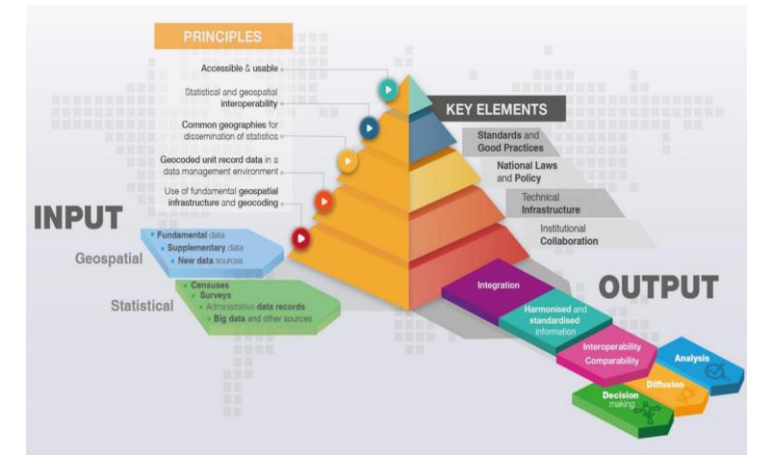 PRINCIPLES
Accessible & usable
Statistical and geospatial
interoperability
Common geographies for
dissemination of statistics
Geocoded unit record data in a
data management environment
Use of fundamental geospatial
infrastructure and geocoding
KEY ELEMENTS
Standards and
Good Practices
National Laws
and Policy
Technical
Infrastructure
Institutional
Collaboration
INPUT
Geospatial
• Fundamental data
• Supplementary data
• New data sources
Statistical
• Censuses
• Surveys
• Administrative data records
• Big data and other sources
OUTPUT
Integration
Harmonised and
standardised
information
Interoperability
Comparability
Analysis
Diffusion
Decision
making